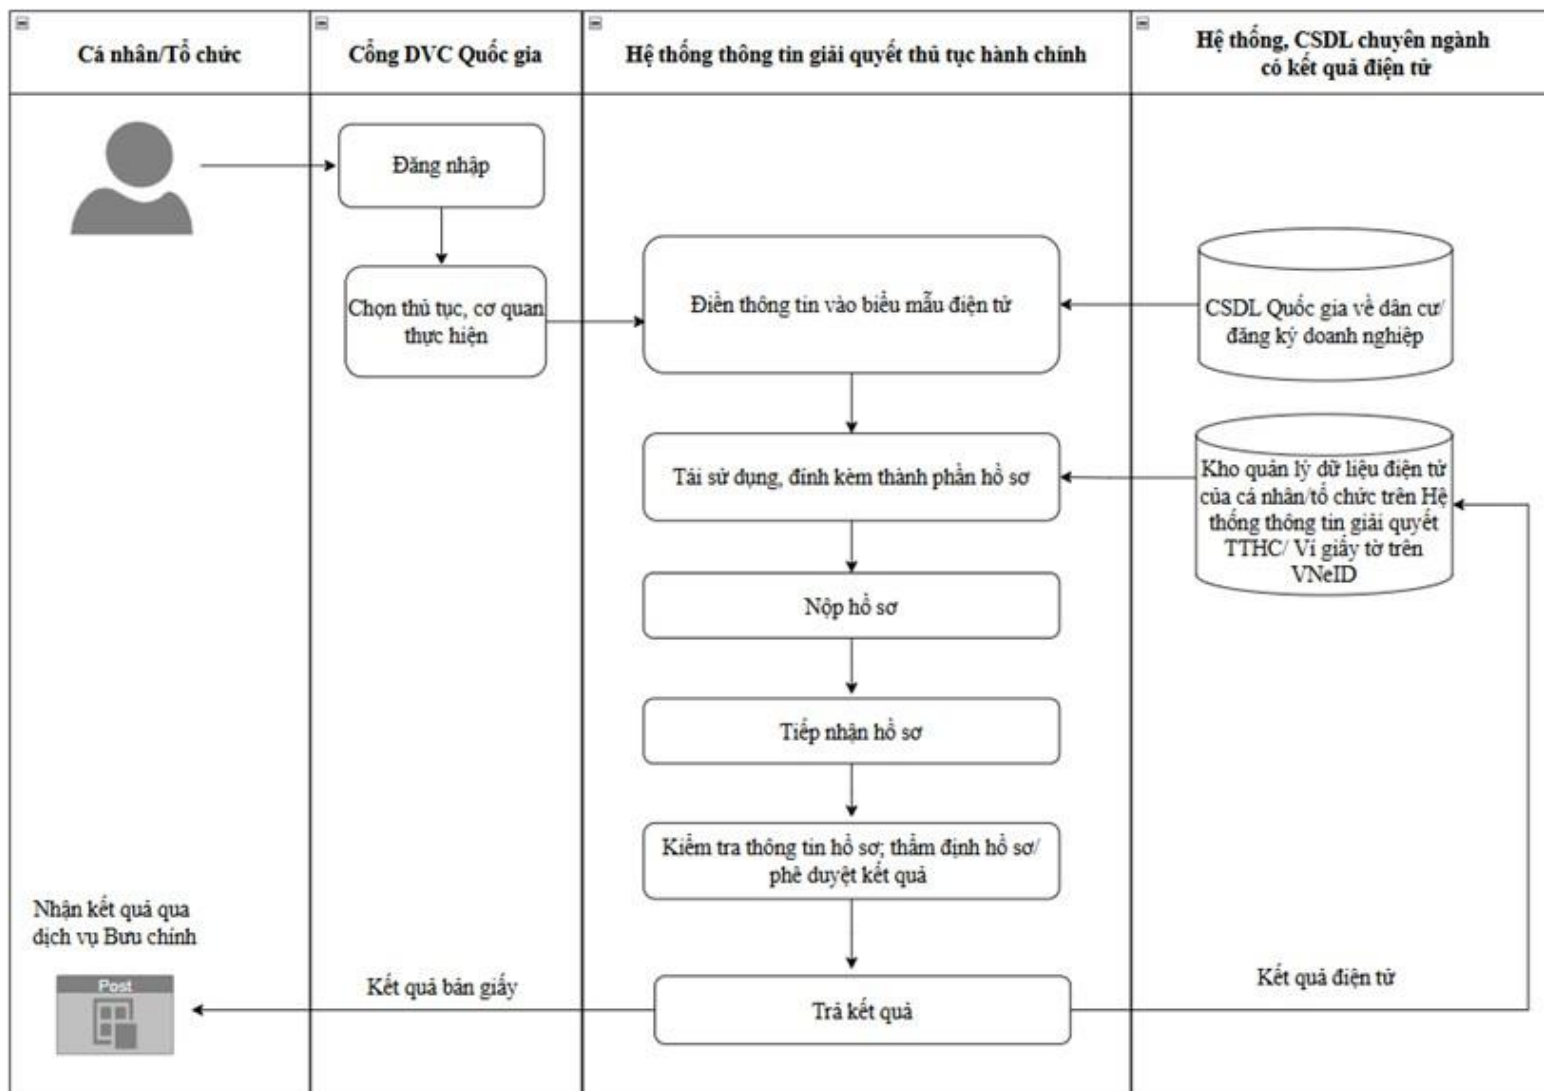 Cá nhân/Tổ chức
Cổng DVC Quốc gia
Hệ thống thông tin giải quyết thủ tục hành chính
Hệ thống, CSDL chuyên ngành
có kết quả điện tử
Đăng nhập
Chọn thủ tục, cơ quan
thực hiện
Điền thông tin vào biểu mẫu điện tử
CSDL Quốc gia về dân cư/
đăng ký doanh nghiệp
Tái sử dụng, đính kèm thành phần hồ sơ
Kho quản lý dữ liệu điện tử
của cá nhân/tổ chức trên Hệ
thống thông tin giải quyết
TTHC/ Ví giấy tờ trên
VNeID
Nộp hồ sơ
Tiếp nhận hồ sơ
Kiểm tra thông tin hồ sơ; thẩm định hồ sơ/
phê duyệt kết quả
Nhận kết quả qua
dịch vụ Bưu chính
Post
Kết quả bản giấy
Trả kết quả
Kết quả điện tử